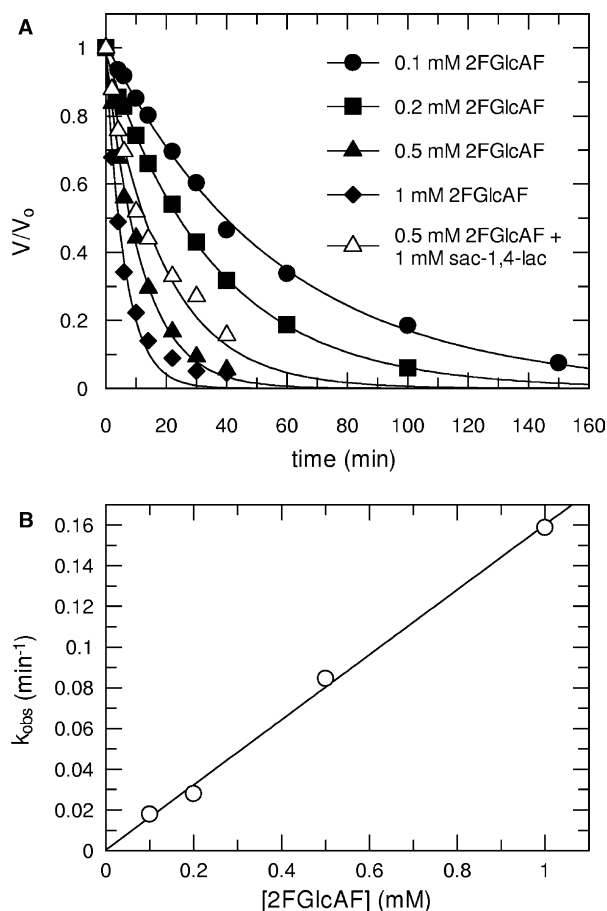 A
1
0.8
0.6
0.4
0.2
0
V/Vo
0 20 40 60 80 100 120 140 160
time (min)
0.1 mM 2FGlcAF
0.2 mM 2FGlcAF
0.5 mM 2FGlcAF
1 mM 2FGlcAF
0.5 mM 2FGlcAF +
1 mM sac-1,4-lac
B
0.16
0.14
0.12
0.1
0.08
0.06
0.04
0.02
0
kobs (min-1)
0 0.2 0.4 0.6 0.8 1
[2FGlcAF] (mM)